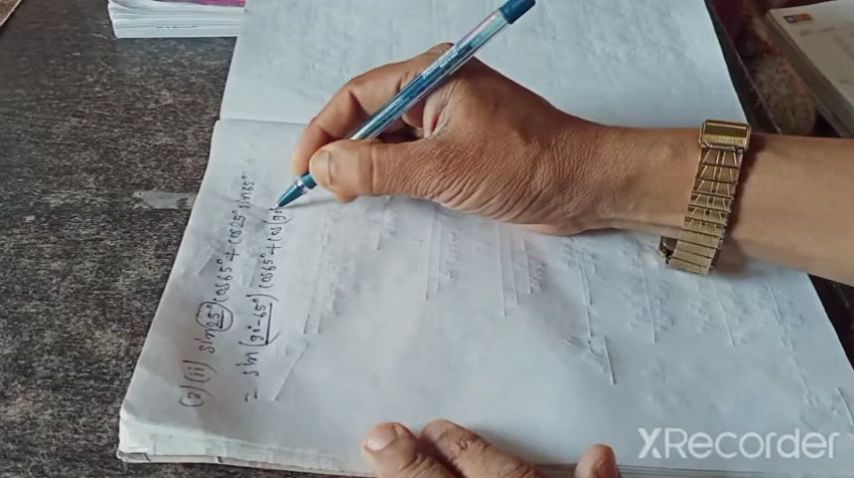 (3)(ii) sin25° cos65° + cos25° sin65°
= sin(90°-65°) cos65° + cos(90
XRecorder